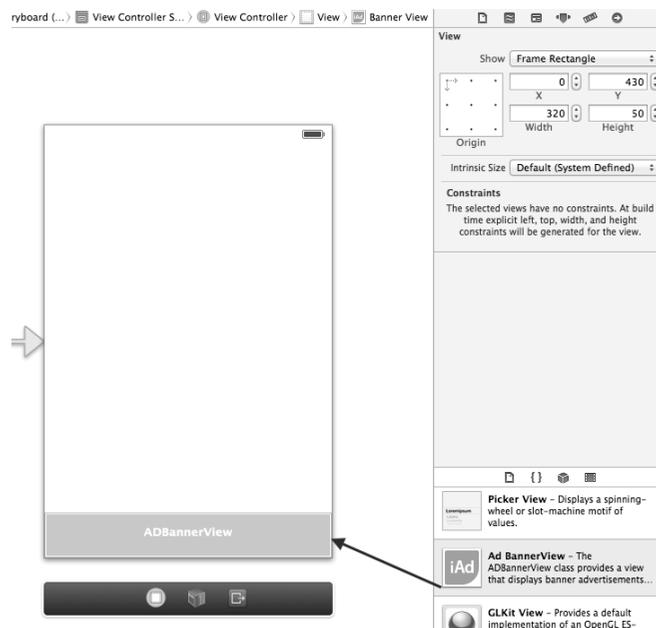 ryboard (...) View Controller S... View Controller View Banner View
View
Show Frame Rectangle
0 430
X Y
320 50
Width Height
Origin
Intrinsic Size Default (System Defined)
Constraints
The selected views have no constraints. At build
time explicit left, top, width, and height
constraints will be generated for the view.
ADBannerView
{ }
Picker View – Displays a spinning-
wheel or slot-machine motif of
values.
iAd
Ad BannerView – The
ADBannerView class provides a view
that displays banner advertisements...
GLKit View – Provides a default
implementation of an OpenGL ES-